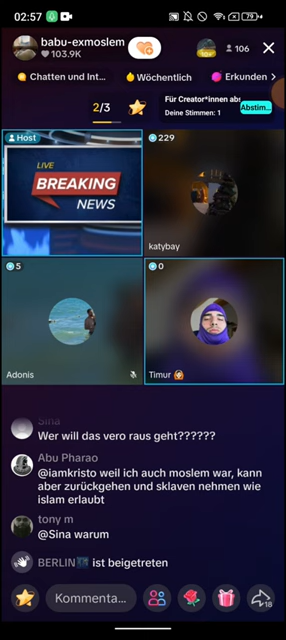 02:57
79
babu-exmoslem
103.9K
106
Chatten und Int...
Wöchentlich
Erkunden
2/3
Für Creator*innen abs
Deine Stimmen: 1
Abstim...
Host
LIVE
BREAKING
NEWS
229
katybay
5
Adonis
0
Timur
Sina
Wer will das vero raus geht??????
Abu Pharao
@iamkristo weil ich auch moslem war, kann
aber zurückgehen und sklaven nehmen wie
islam erlaubt
tony m
@Sina warum
BERLIN ist beigetreten
Kommenta...
18